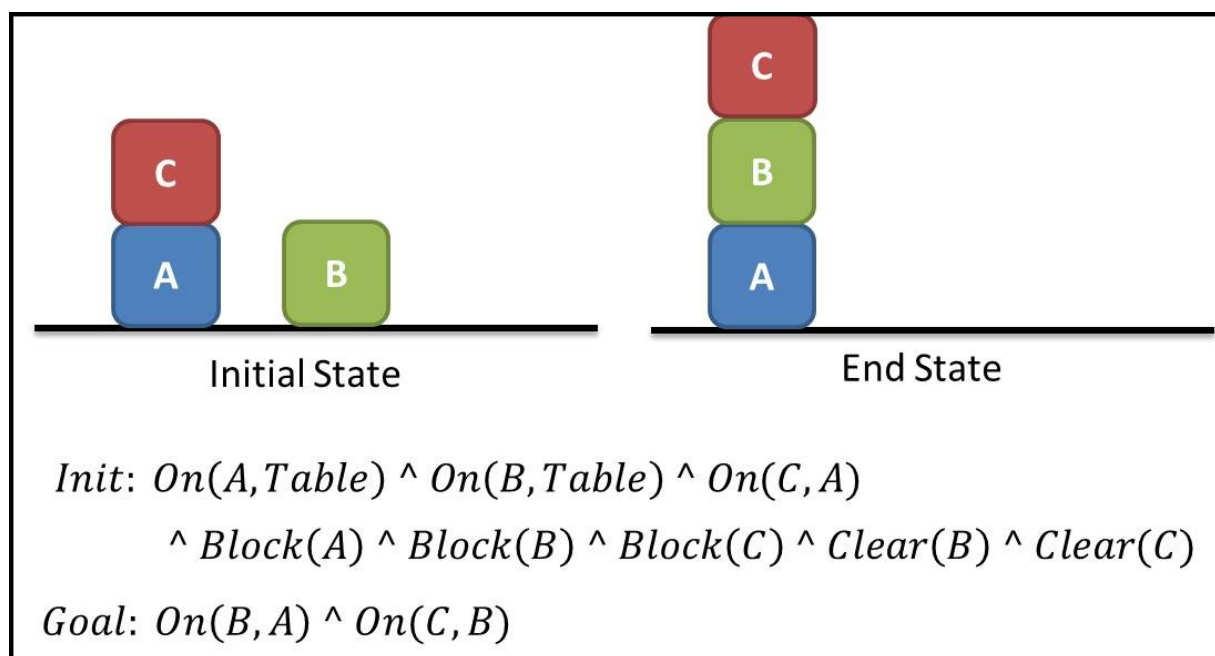 C
C
B
A
B
A
Initial State
End State
Init: On(A,Table) ^ On(B,Table) ^ On(C,A)
^ Block(A) ^ Block(B) ^ Block(C) ^ Clear(B) ^ Clear(C)
Goal: On(B,A) ^ On(C,B)